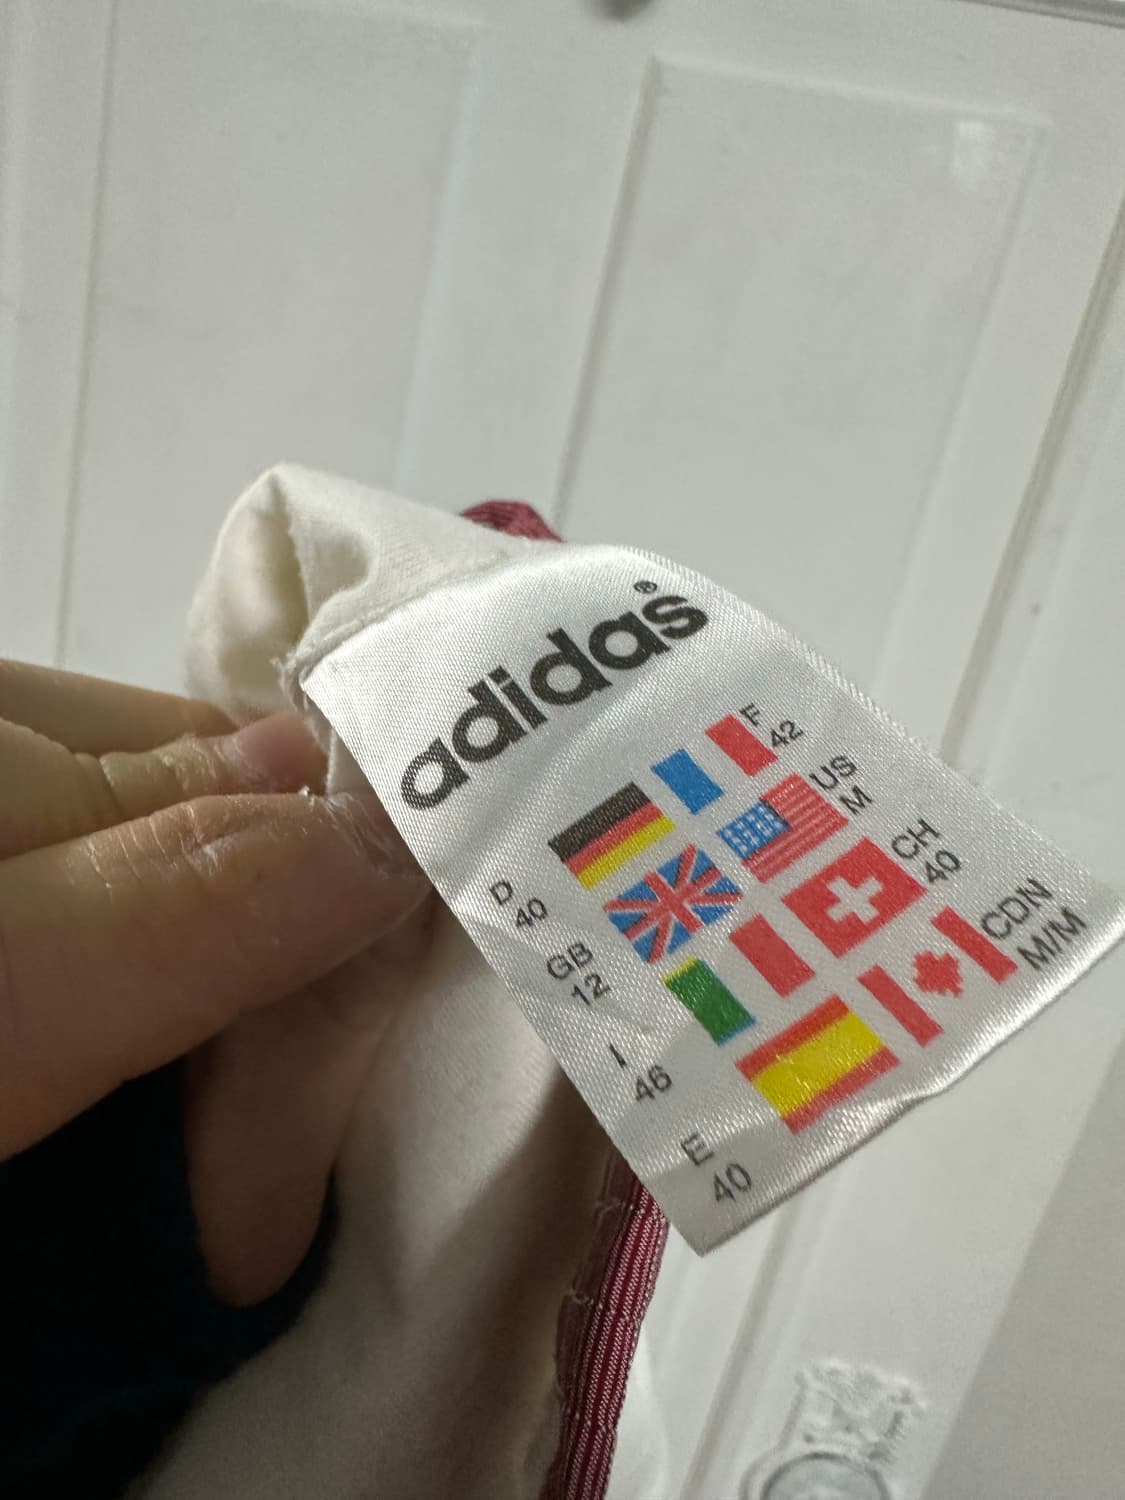 adidas®
D
40
F
42
GB
12
US
M
I
46
CH
40
E
40
CDN
M/M